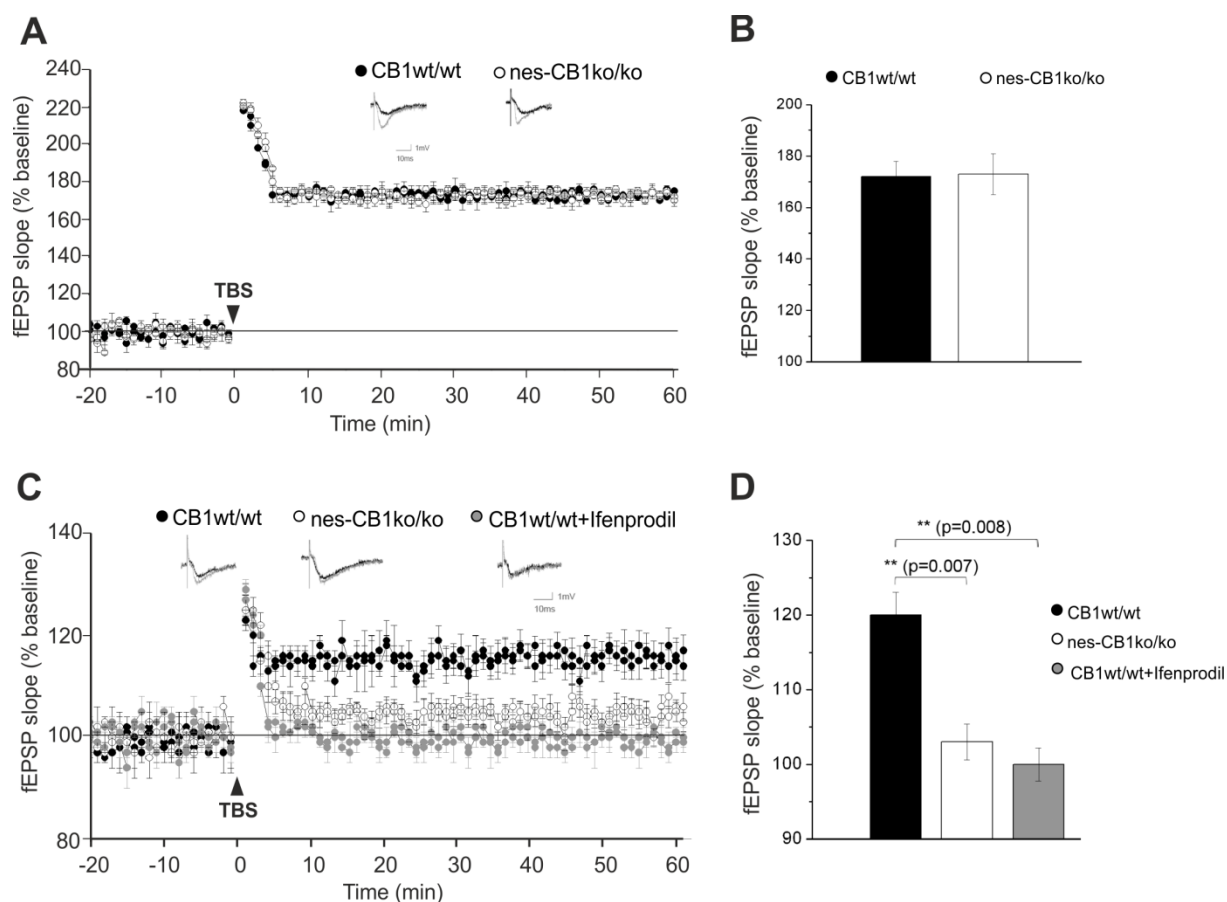 A
CB1wt/wt nes-CB1ko/ko
240
220
200
180
160
140
120
100
80
fEPSP slope (% baseline)
1mV
10ms
TBS
-20 -10 0 10 20 30 40 50 60
Time (min)
B
CB1wt/wt nes-CB1ko/ko
200
180
160
140
120
100
fEPSP slope (% baseline)
C
CB1wt/wt nes-CB1ko/ko CB1wt/wt+Ifenprodil
140
120
100
80
fEPSP slope (% baseline)
1mV
10ms
TBS
-20 -10 0 10 20 30 40 50 60
Time (min)
D
130
120
110
100
90
fEPSP slope (% baseline)
** (p=0.008)
** (p=0.007)
CB1wt/wt
nes-CB1ko/ko
CB1wt/wt+Ifenprodil